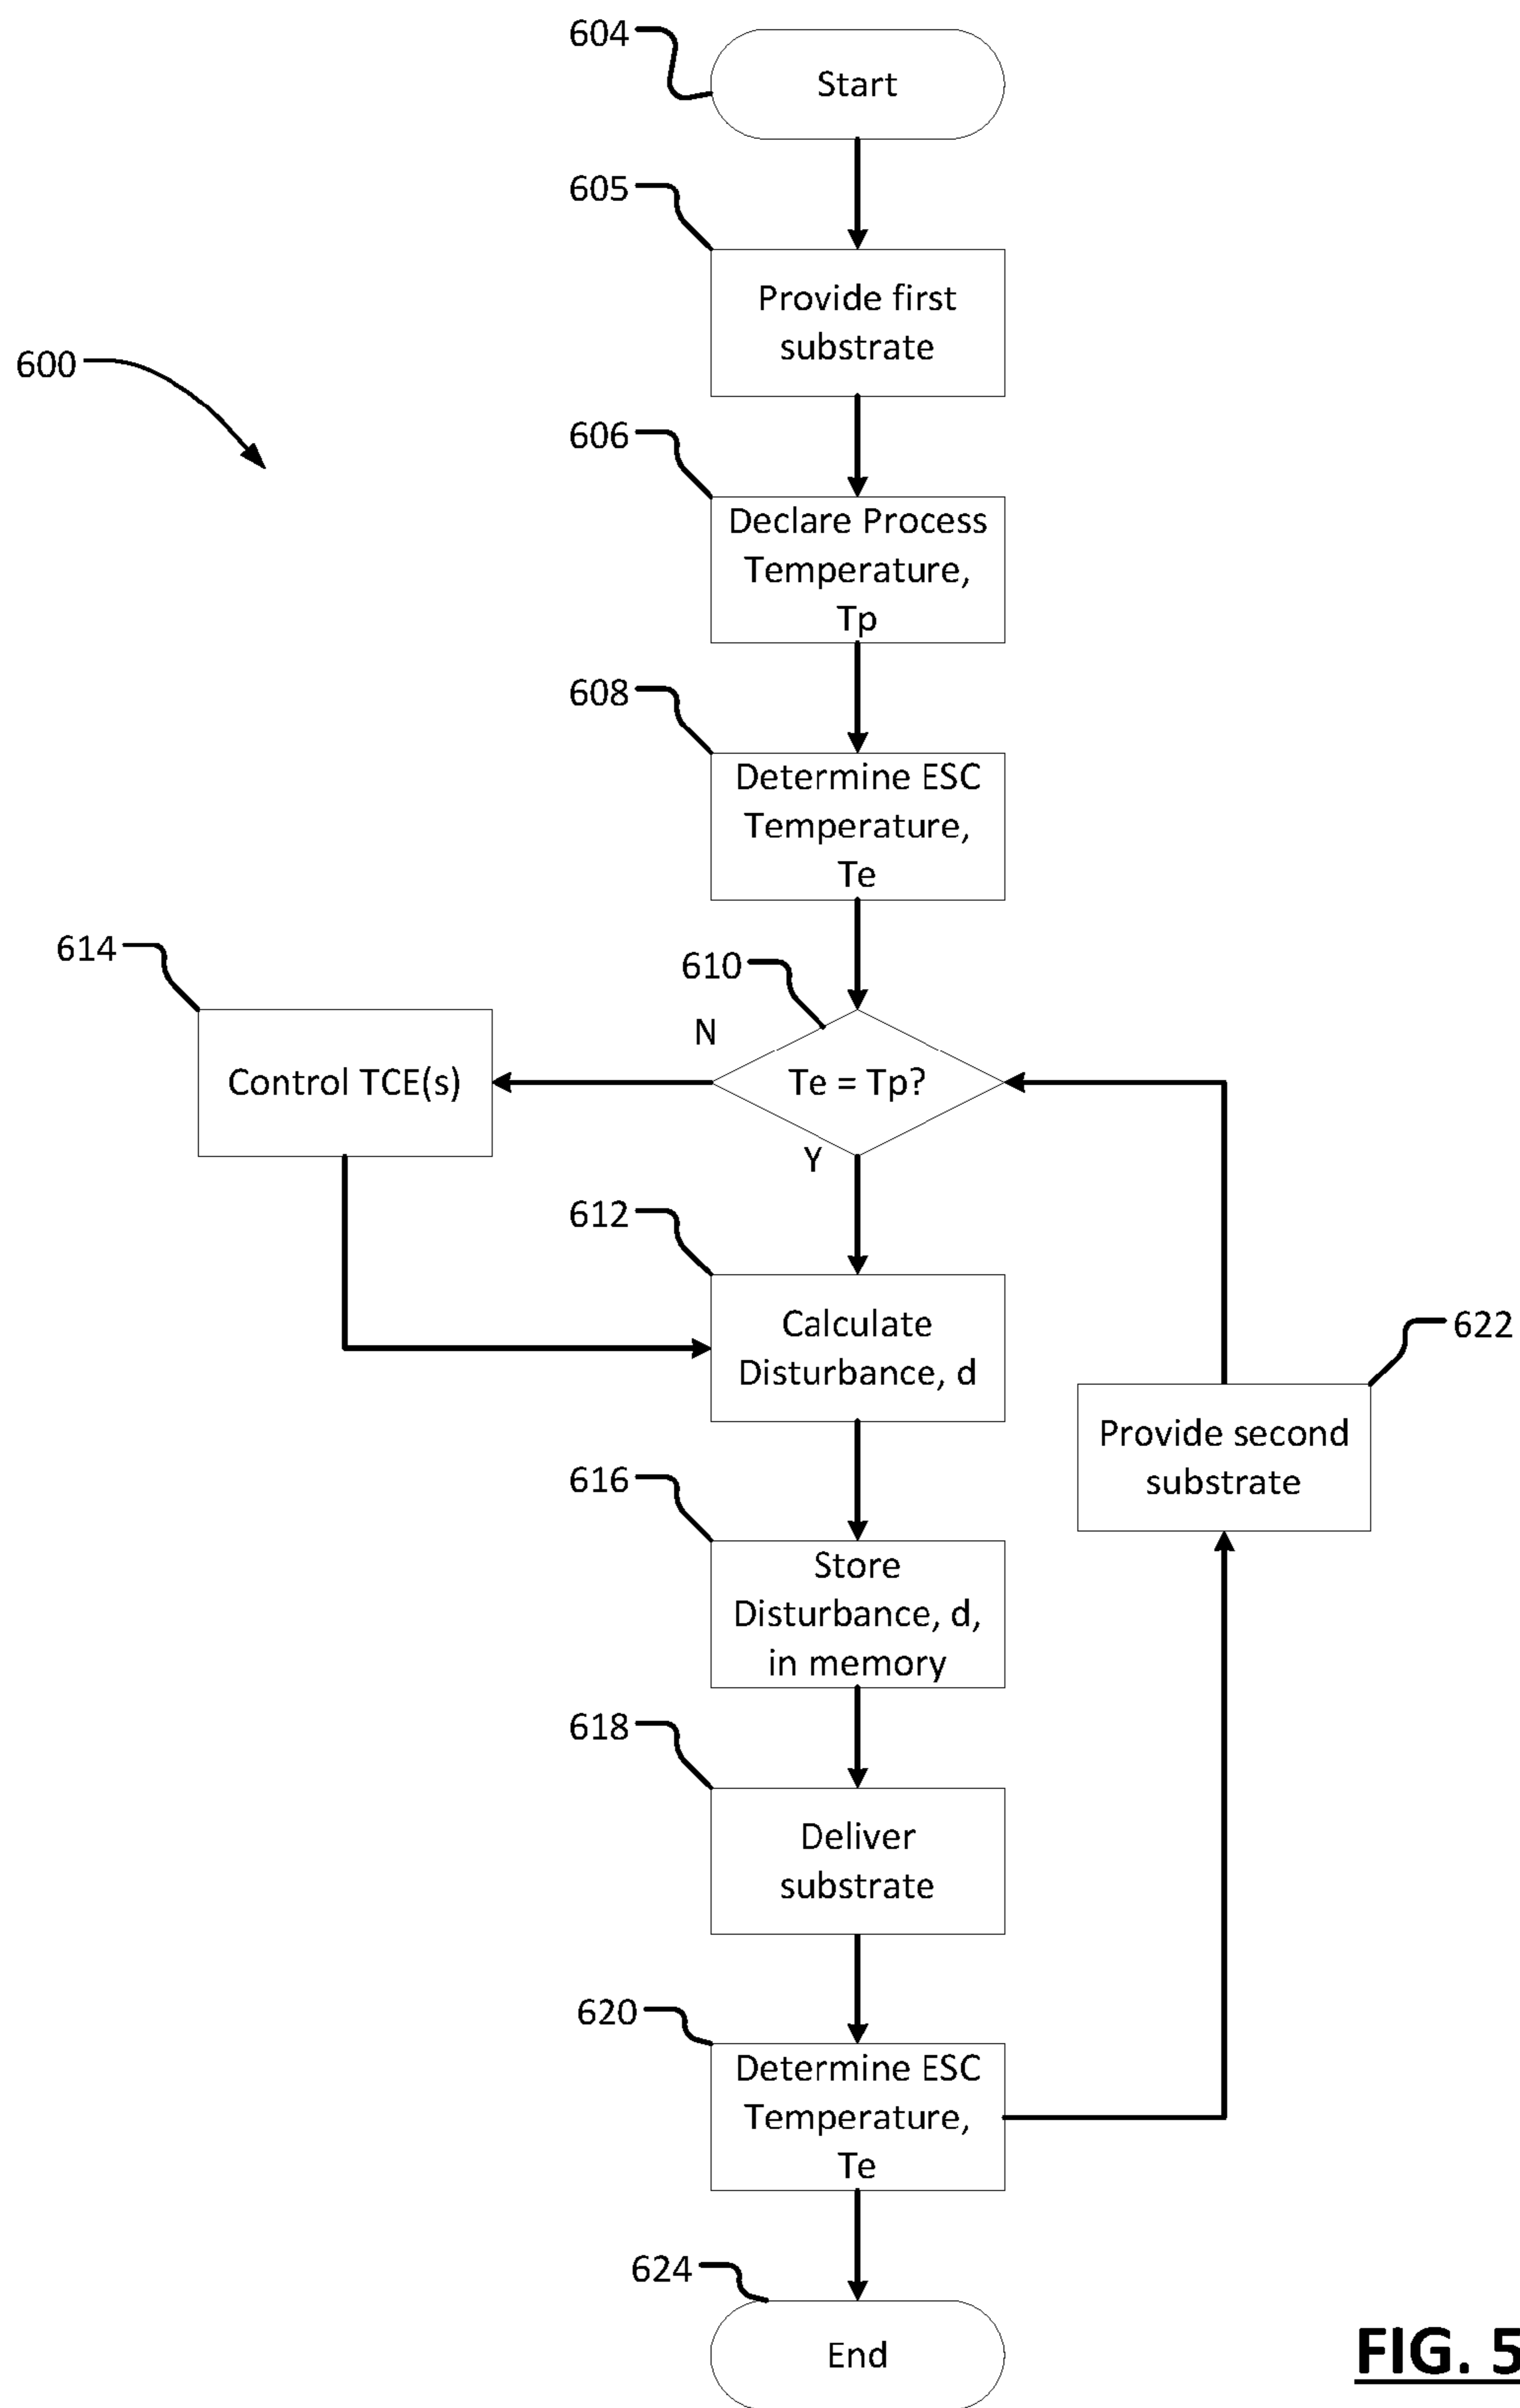 604
Start
605
Provide first
substrate
600
606
Declare Process
Temperature,
Tp
608
Determine ESC
Temperature,
Te
614
610
N
Control TCE(s)
Te = Tp?
Y
612
Calculate
Disturbance, d
622
Provide second
substrate
616
Store
Disturbance, d,
in memory
618
Deliver
substrate
620
Determine ESC
Temperature,
Te
624
End
FIG. 5